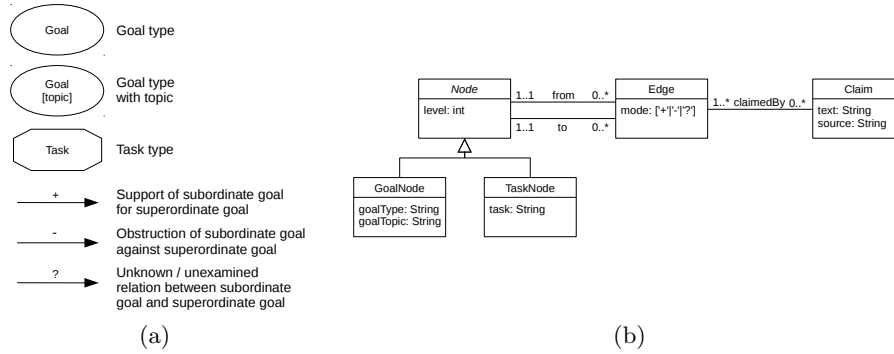 Goal
Goal type
Goal
[topic]
Goal type
with topic
Task
Task type
+
Support of subordinate goal
for superordinate goal
-
Obstruction of subordinate goal
against superordinate goal
?
Unknown / unexamined
relation between subordinate
goal and superordinate goal
(a)
Node
level: int
1..1 from 0..*
1..1 to 0..*
Edge
mode: ['+'|'-'|'?']
1..* claimedBy 0..*
Claim
text: String
source: String
GoalNode
goalType: String
goalTopic: String
TaskNode
task: String
(b)